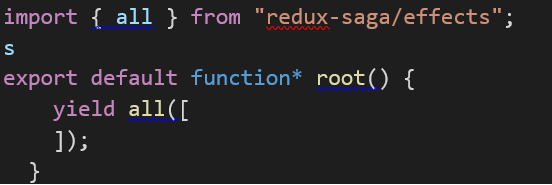 import { all } from "redux-saga/effects";
s
export default function* root() {
    yield all([
    ]);
  }